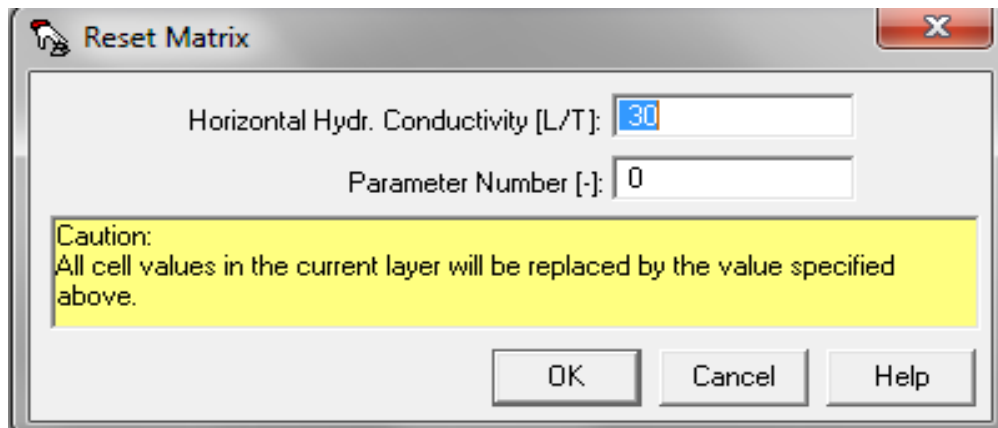 Reset Matrix
Horizontal Hydr. Conductivity [L/T]: 30
Parameter Number [-]: 0
Caution:
All cell values in the current layer will be replaced by the value specified
above.
OK Cancel Help